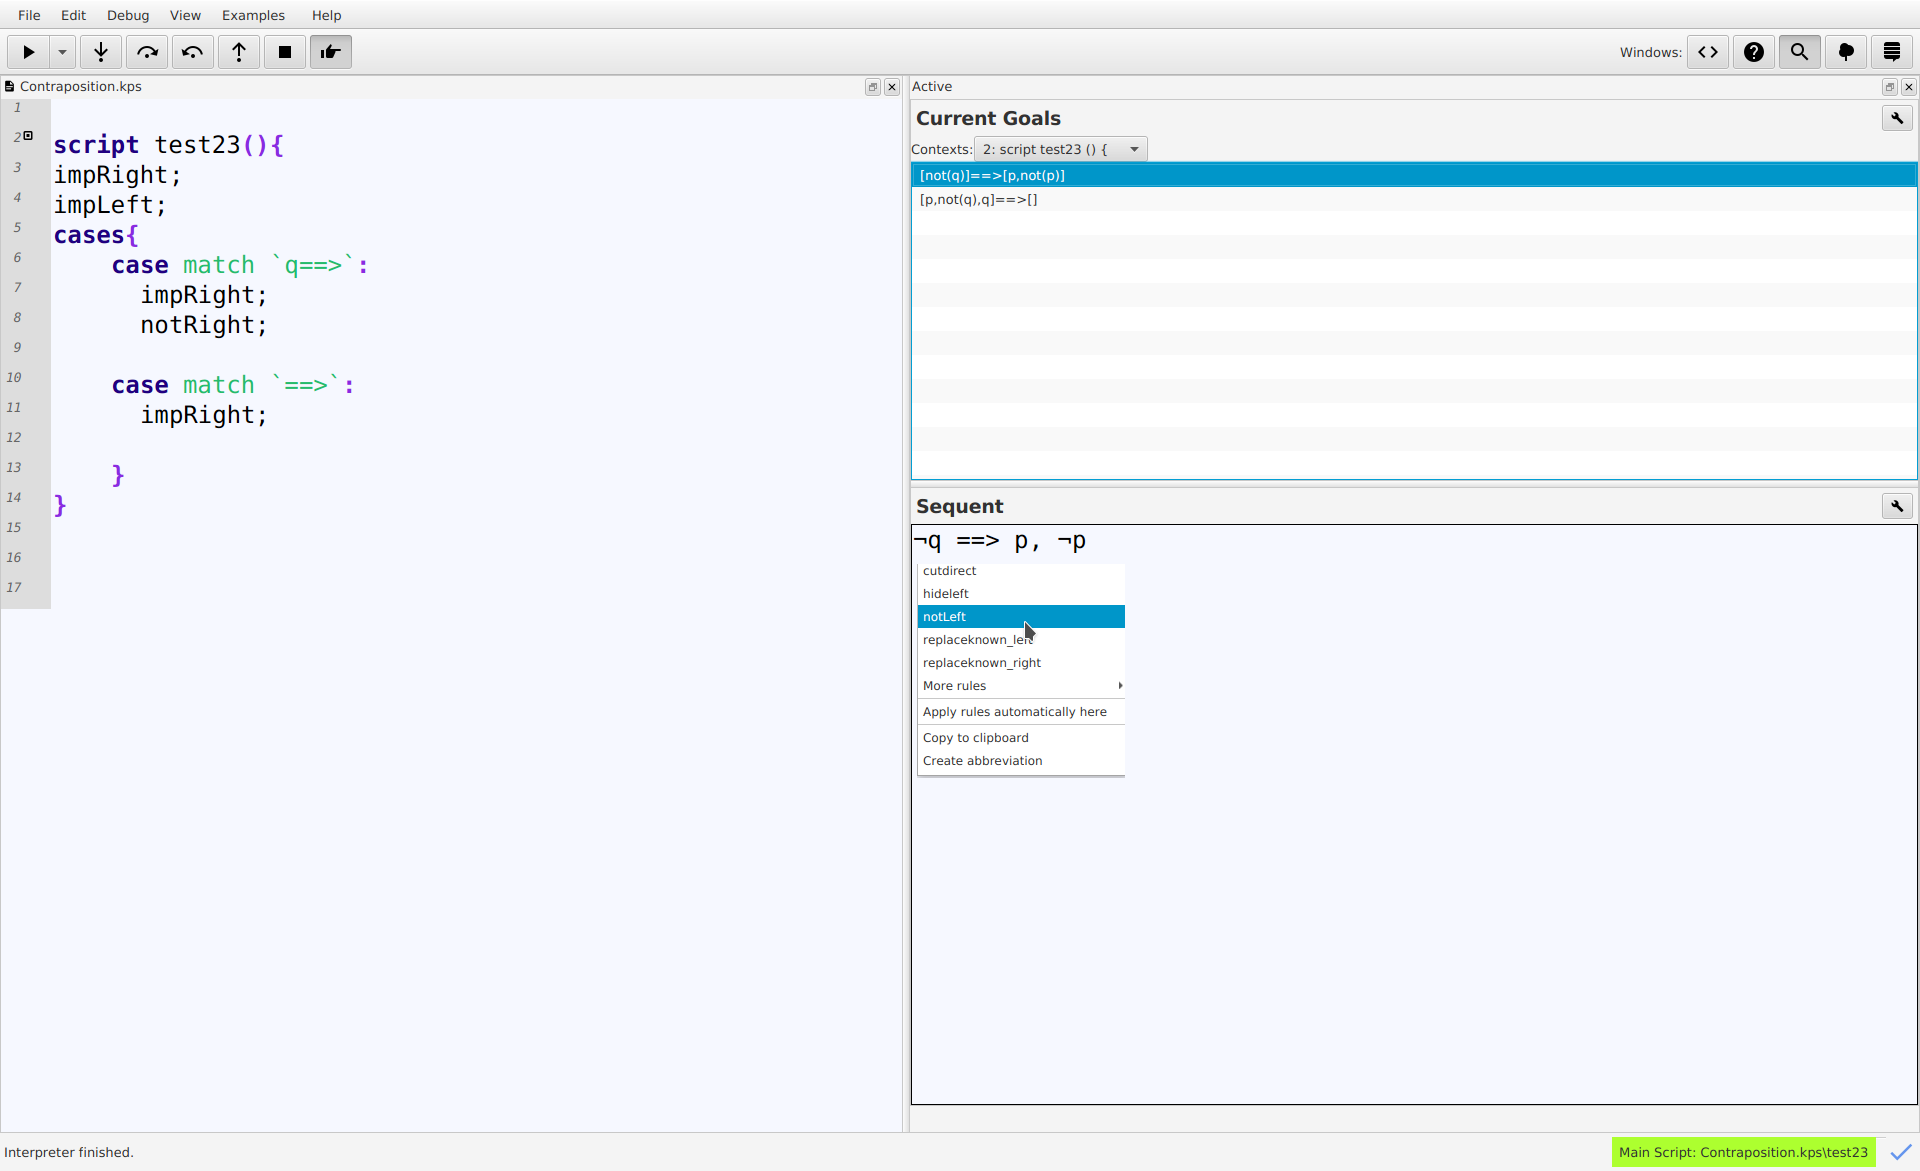 File Edit Debug View Examples Help
Windows:
Contraposition.kps
1
2 script test23(){
3 impRight;
4 impLeft;
5 cases{
6 case match `q==>`:
7 impRight;
8 notRight;
9
10 case match `==>`:
11 impRight;
12
13 }
14 }
15
16
17
Active
Current Goals
Contexts: 2: script test23 () {
[not(q)]==>[p,not(p)]
[p,not(q),q]==>[]
Sequent
¬q ==> p, ¬p
cutdirect
hideleft
notLeft
replaceknown_left
replaceknown_right
More rules
Apply rules automatically here
Copy to clipboard
Create abbreviation
Interpreter finished.
Main Script: Contraposition.kps\test23